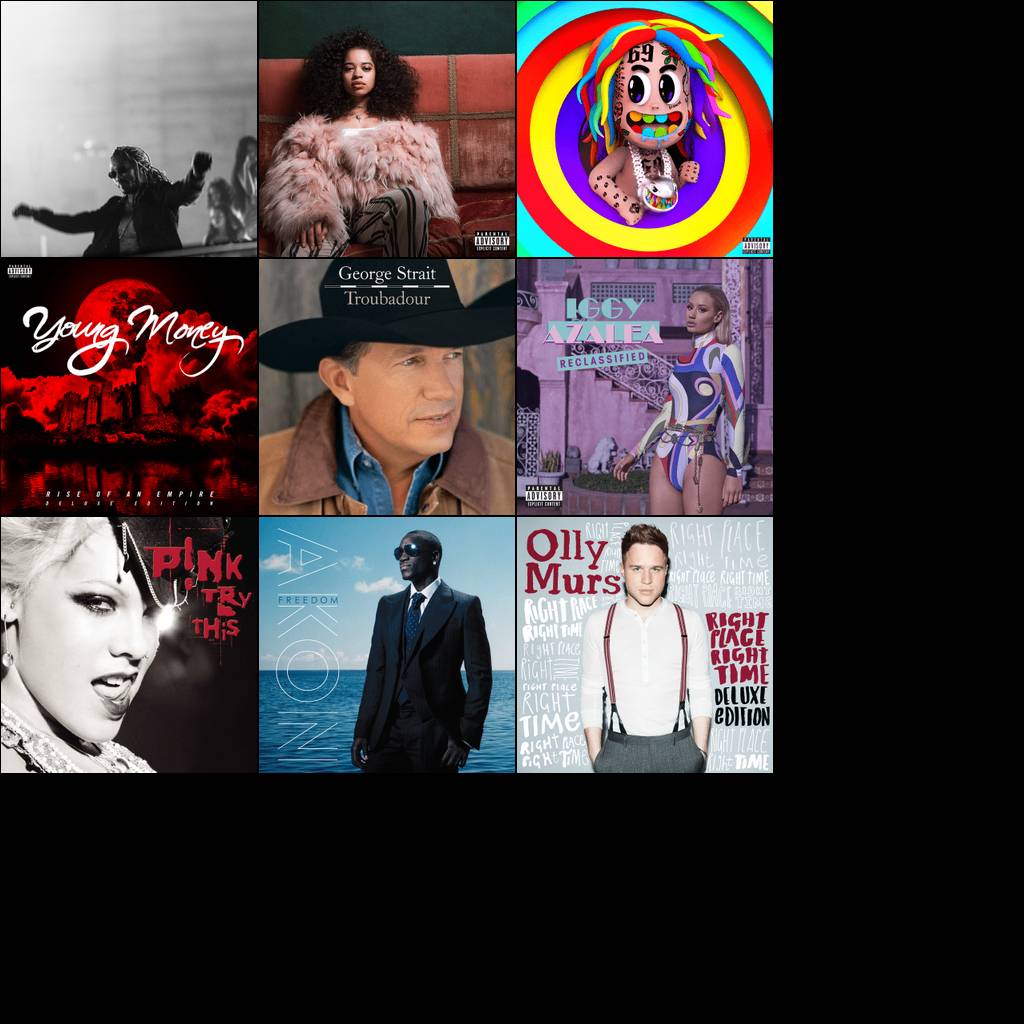 69
69
PARENTAL
ADVISORY
EXPLICIT CONTENT
PARENTAL
ADVISORY
EXPLICIT CONTENT
PARENTAL
ADVISORY
EXPLICIT CONTENT
Young Money
RISE OF AN EMPIRE
DELUXE EDITION
George Strait
Troubadour
IGGY
AZALEA
RECLASSIFIED
PARENTAL
ADVISORY
EXPLICIT CONTENT
P!NK
TRY
THiS
AKON
FREEDOM
Olly
Murs
RIGHT PLACE
RIGHT TIME
RIGHT PLACE
RIGHT
TIME
RIGHT PLACE
RIGHT TIME
RIGHT PLACE
Right Time
RIGHT PLACE RIGHT TIME
RIGHT
PLACE
RIGHT
TIME
DELUXE
EDITION
RIGHT PLACE
RIGHT TIME